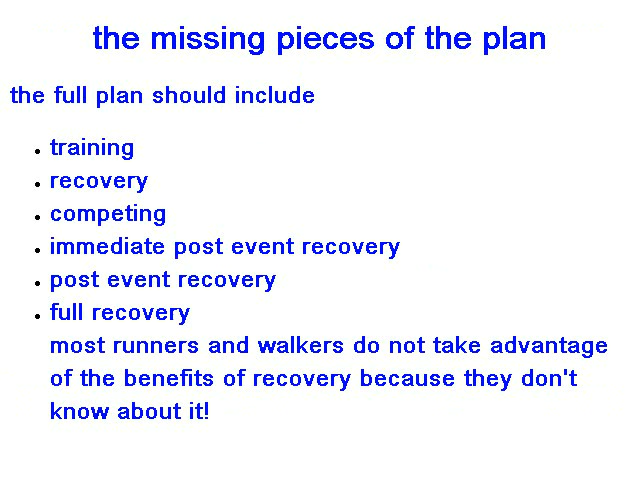 the missing pieces of the plan
the full plan should include
training
recovery
competing
immediate post event recovery
post event recovery
full recovery
most runners and walkers do not take advantage
of the benefits of recovery because they don't
know about it!